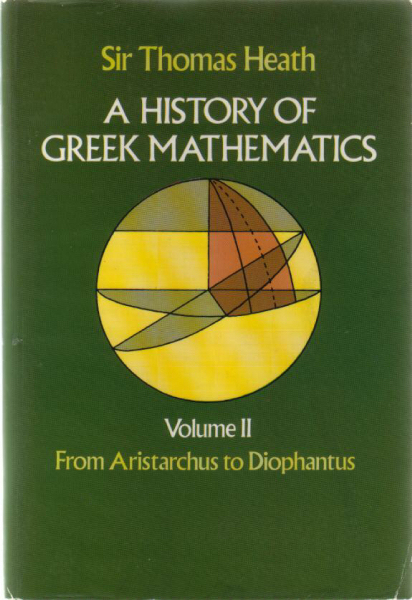 Sir Thomas Heath
A HISTORY OF
GREEK MATHEMATICS
Volume II
From Aristarchus to Diophantus